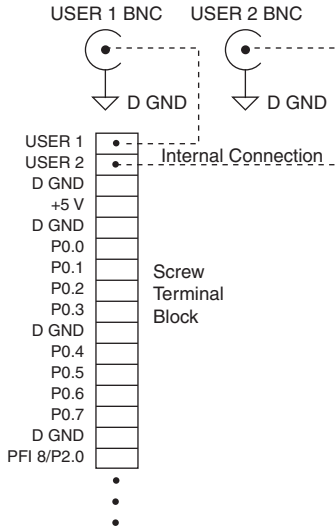 USER 1 BNC USER 2 BNC
D GND D GND
USER 1
USER 2 Internal Connection
D GND
+5 V
D GND
P0.0
P0.1
P0.2
P0.3
D GND
P0.4
P0.5
P0.6
P0.7
D GND
PFI 8/P2.0
Screw
Terminal
Block